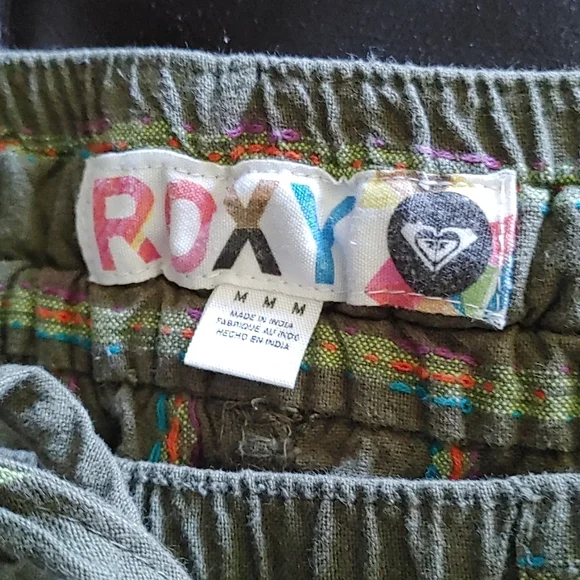 ROXY
M M M
MADE IN INDIA
FABRIQUE AU INDE
HECHO EN INDIA